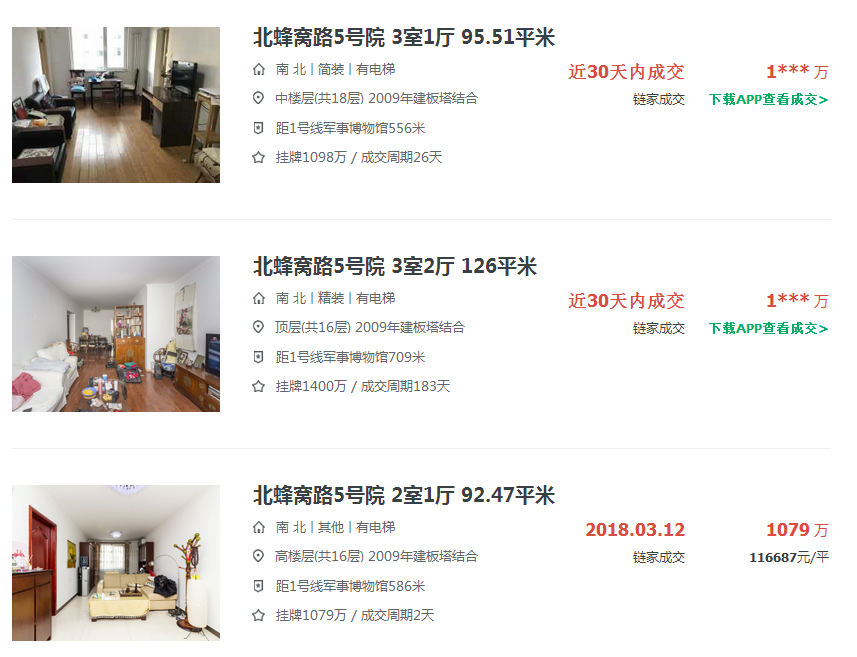 北蜂窝路5号院 3室1厅 95.51平米
南 北 | 简装 | 有电梯
近30天内成交
1*** 万
中楼层(共18层) 2009年建板塔结合
链家成交
下载APP查看成交>
距1号线军事博物馆556米
挂牌1098万 / 成交周期26天
北蜂窝路5号院 3室2厅 126平米
南 北 | 精装 | 有电梯
近30天内成交
1*** 万
顶层(共16层) 2009年建板塔结合
链家成交
下载APP查看成交>
距1号线军事博物馆709米
挂牌1400万 / 成交周期183天
北蜂窝路5号院 2室1厅 92.47平米
南 北 | 其他 | 有电梯
2018.03.12
1079 万
高楼层(共16层) 2009年建板塔结合
链家成交
116687元/平
距1号线军事博物馆586米
挂牌1079万 / 成交周期2天